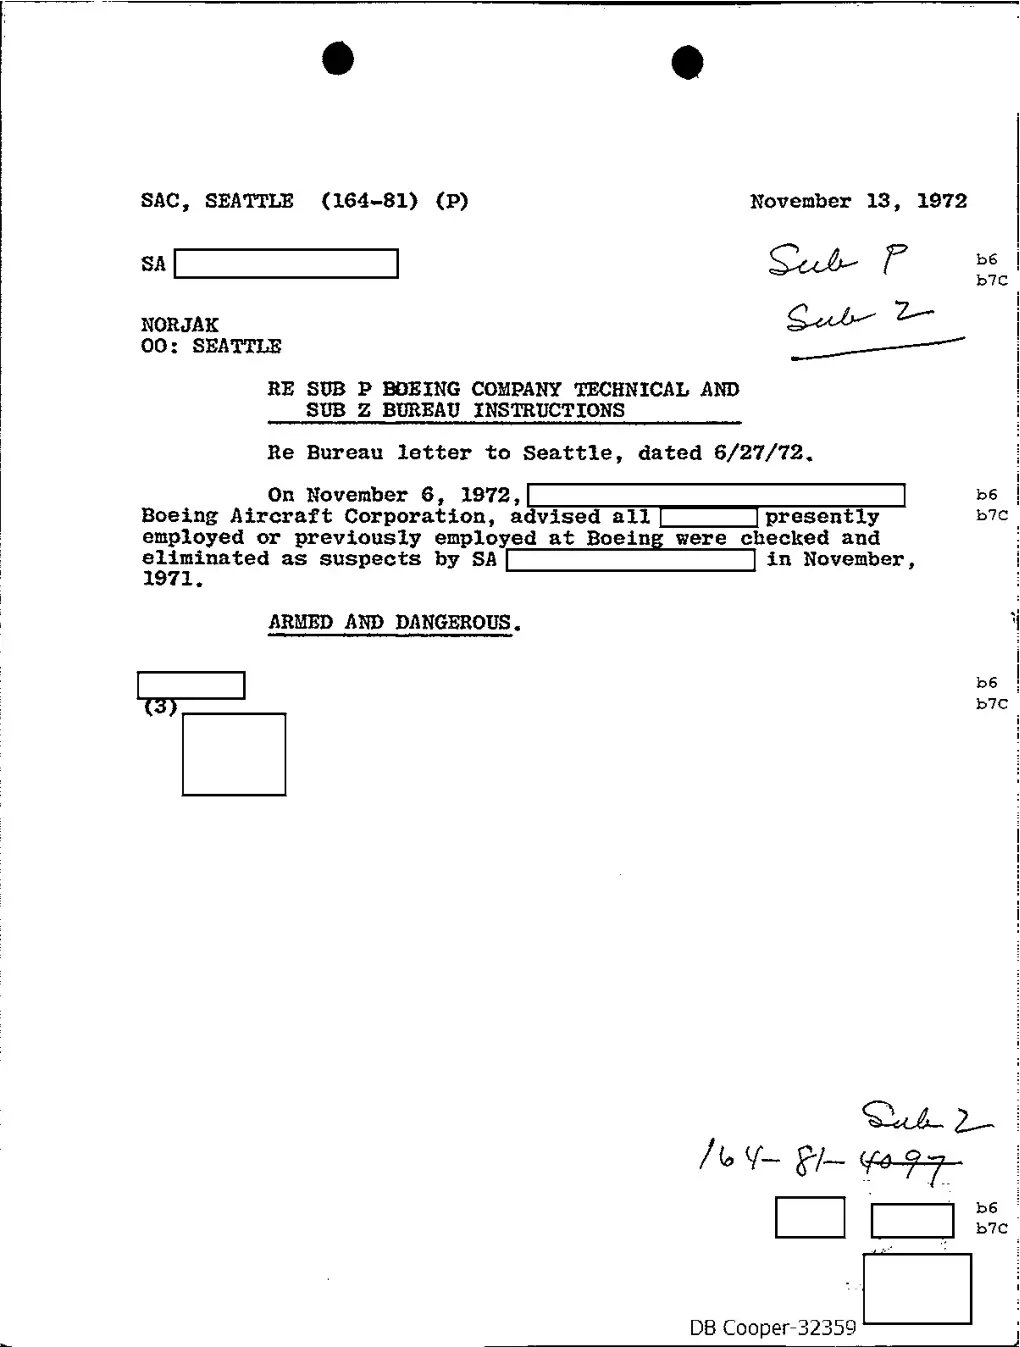 SAC, SEATTLE (164-81) (P) November 13, 1972
SA Sub P b6
b7C
NORJAK Sub Z
OO: SEATTLE
RE SUB P BOEING COMPANY TECHNICAL AND
SUB Z BUREAU INSTRUCTIONS
Re Bureau letter to Seattle, dated 6/27/72.
On November 6, 1972, b6
Boeing Aircraft Corporation, advised all presently b7C
employed or previously employed at Boeing were checked and
eliminated as suspects by SA in November,
1971.
ARMED AND DANGEROUS.
b6
(3) b7C
Sub Z
164-81-4097
b6
b7C
DB Cooper-32359